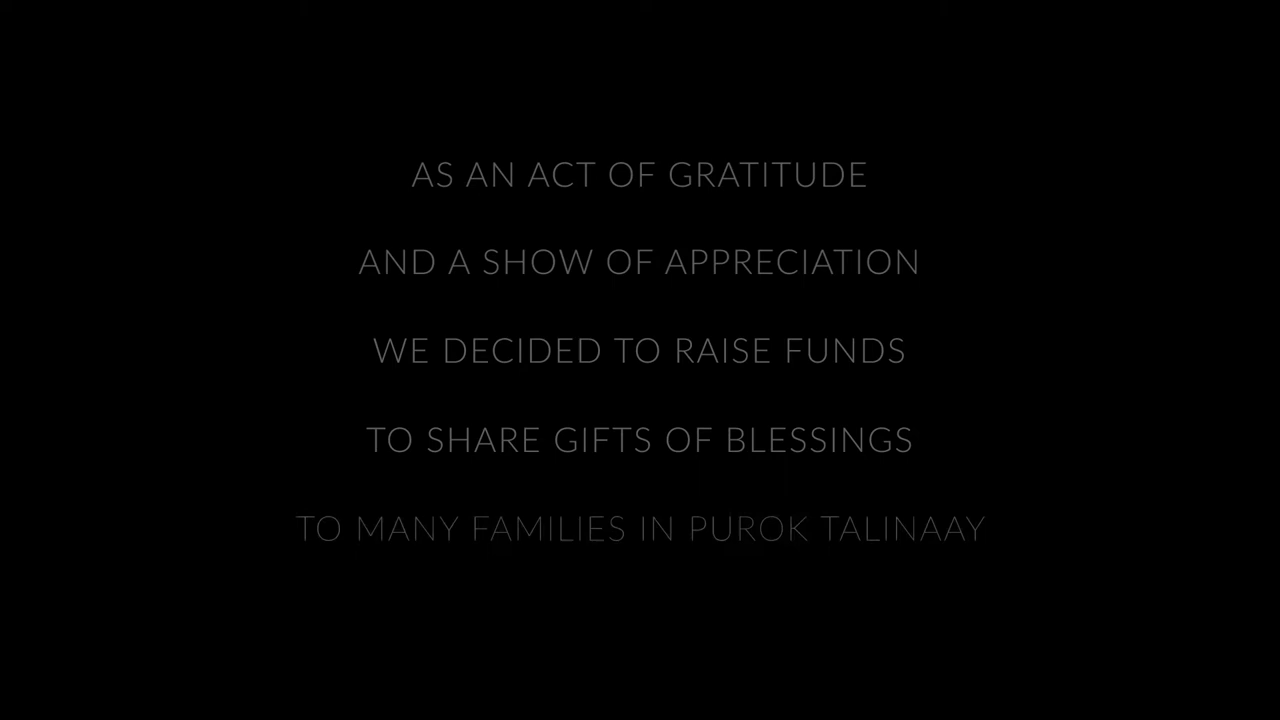 AS AN ACT OF GRATITUDE
AND A SHOW OF APPRECIATION
WE DECIDED TO RAISE FUNDS
TO SHARE GIFTS OF BLESSINGS
TO MANY FAMILIES IN PUROK TALINAAY